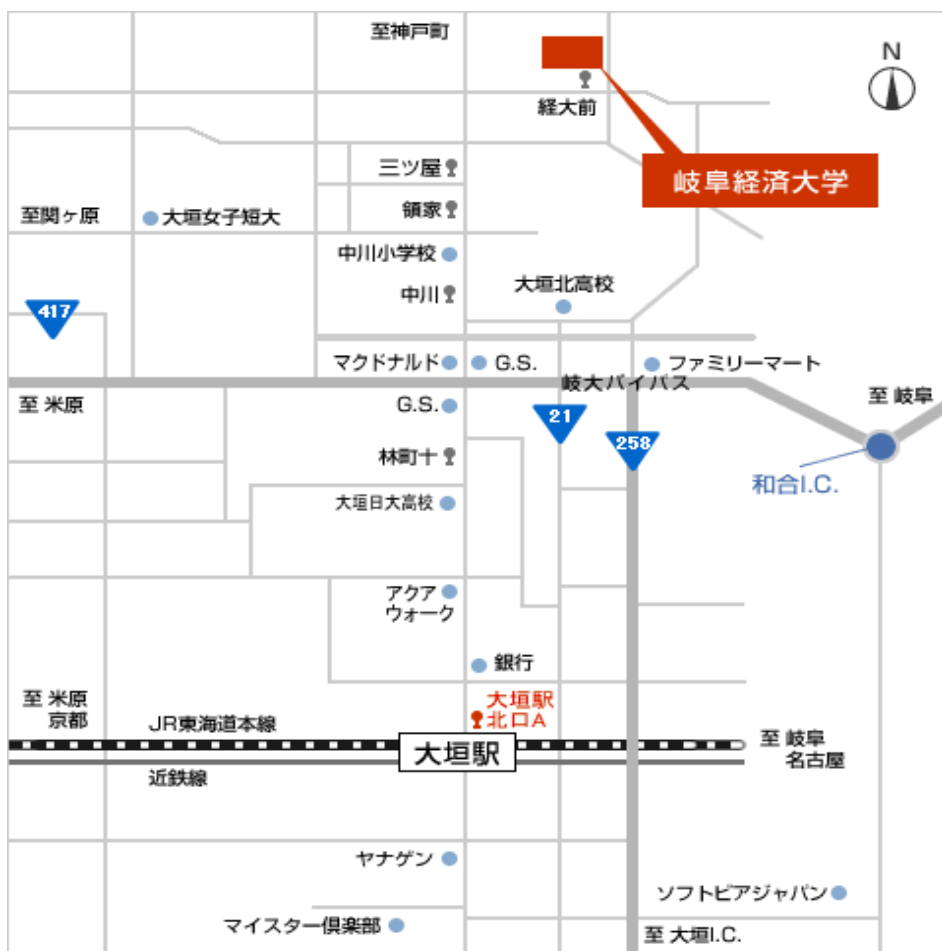 至神戸町
N
経大前
三ツ屋
岐阜経済大学
領家
至関ヶ原
大垣女子短大
中川小学校
大垣北高校
中川
417
マクドナルド
G.S.
ファミリーマート
岐大バイパス
至 岐阜
至 米原
G.S.
21
258
林町十
和合I.C.
大垣日大高校
アクア
ウォーク
銀行
至 米原
京都
大垣駅
北口A
JR東海道本線
大垣駅
至 岐阜
名古屋
近鉄線
ヤナゲン
ソフトピアジャパン
マイスター倶楽部
至 大垣I.C.